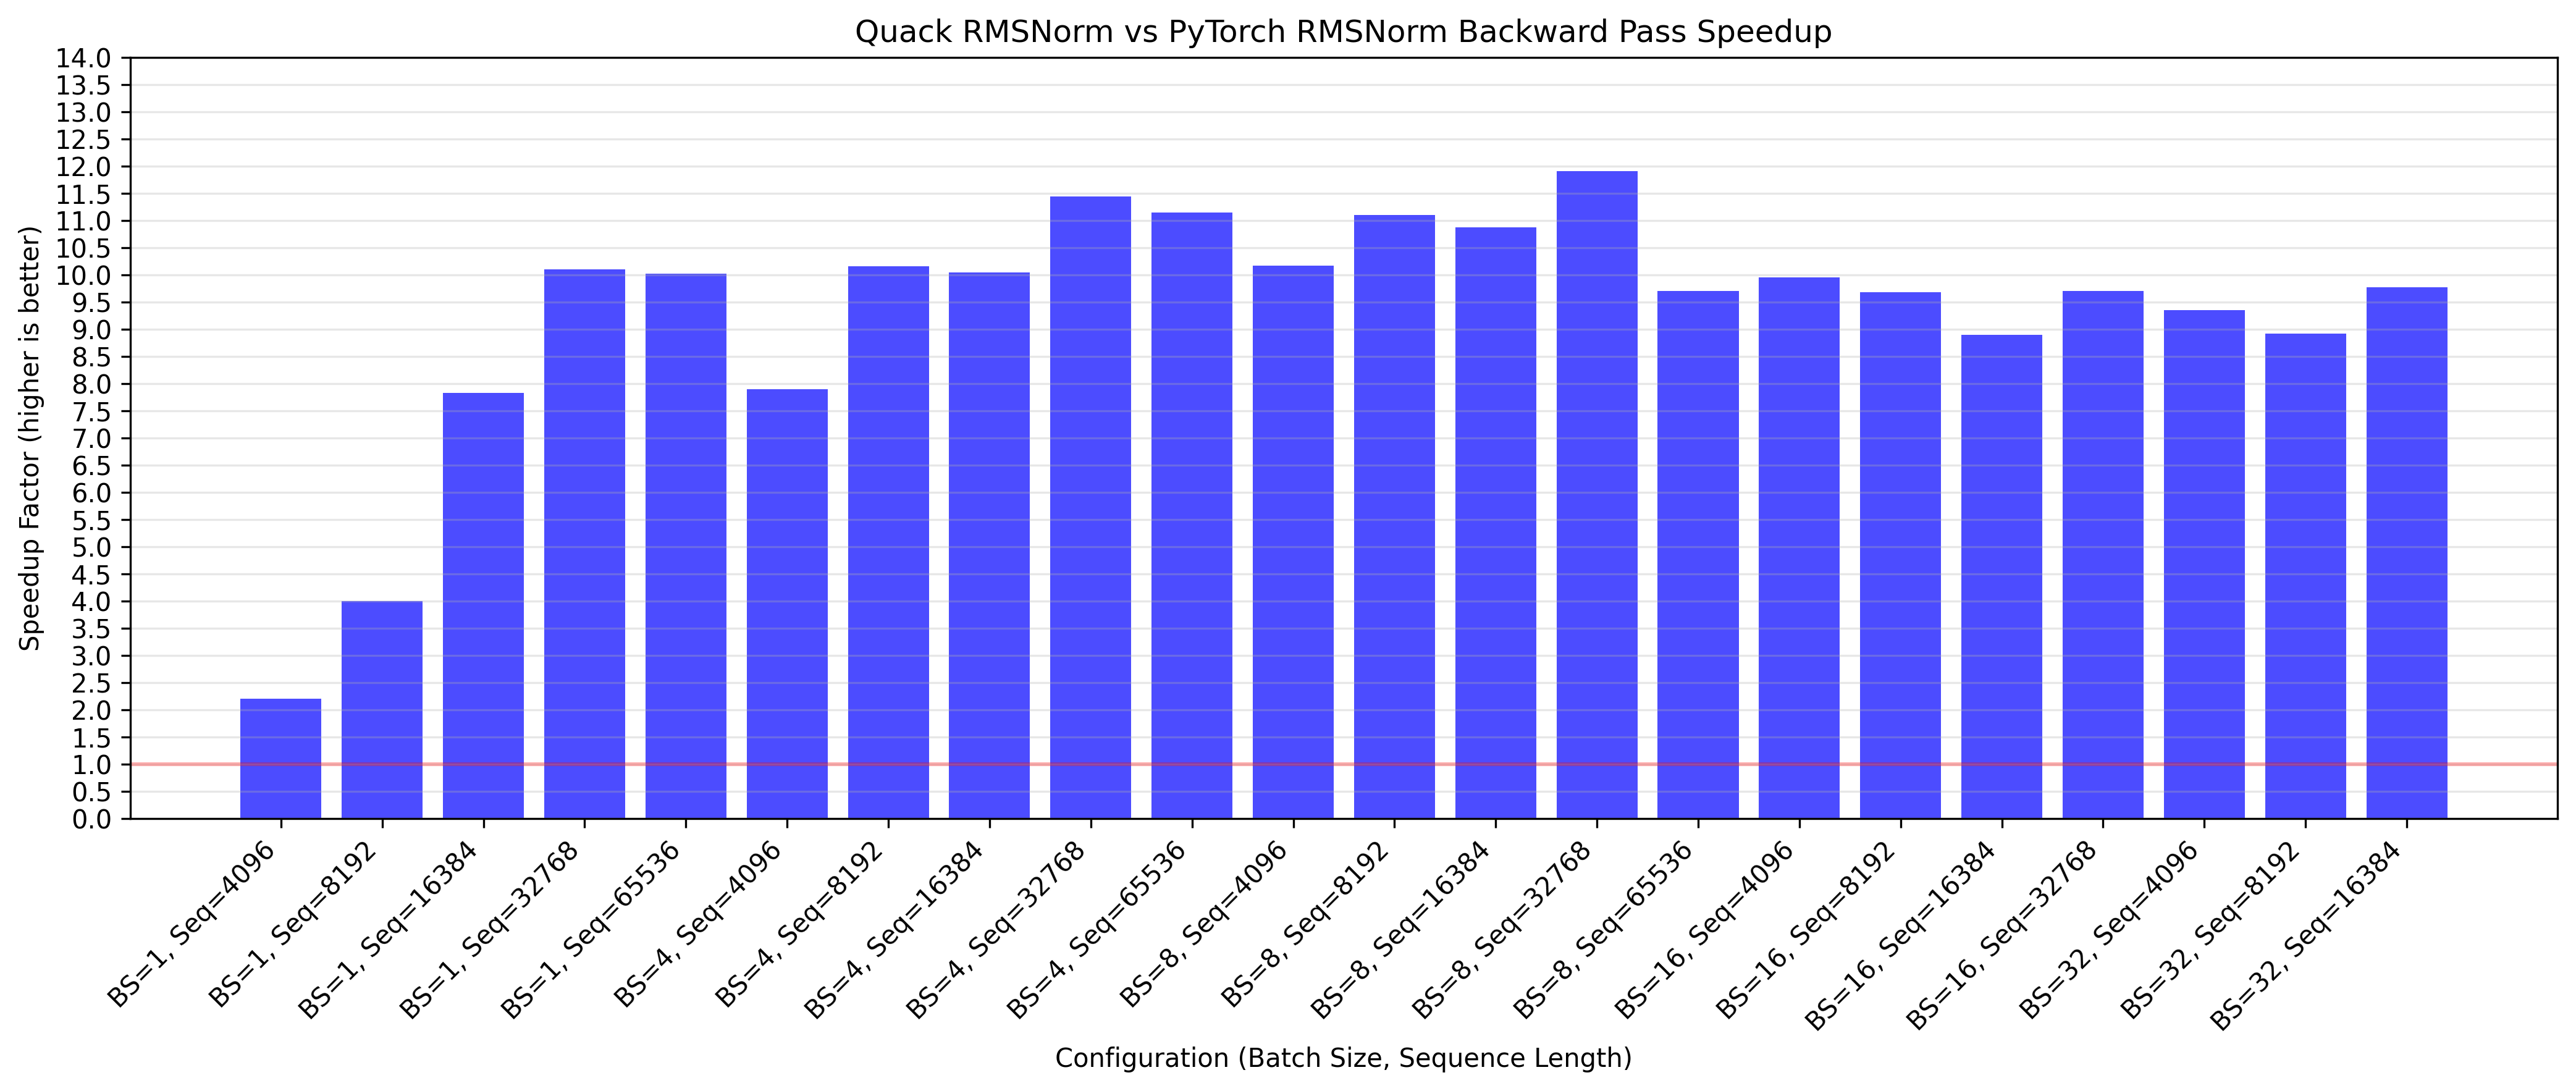 Quack RMSNorm vs PyTorch RMSNorm Backward Pass Speedup
Speedup Factor (higher is better)
14.0
13.5
13.0
12.5
12.0
11.5
11.0
10.5
10.0
9.5
9.0
8.5
8.0
7.5
7.0
6.5
6.0
5.5
5.0
4.5
4.0
3.5
3.0
2.5
2.0
1.5
1.0
0.5
0.0
BS=1, Seq=4096
BS=1, Seq=8192
BS=1, Seq=16384
BS=1, Seq=32768
BS=1, Seq=65536
BS=4, Seq=4096
BS=4, Seq=8192
BS=4, Seq=16384
BS=4, Seq=32768
BS=4, Seq=65536
BS=8, Seq=4096
BS=8, Seq=8192
BS=8, Seq=16384
BS=8, Seq=32768
BS=8, Seq=65536
BS=16, Seq=4096
BS=16, Seq=8192
BS=16, Seq=16384
BS=16, Seq=32768
BS=32, Seq=4096
BS=32, Seq=8192
BS=32, Seq=16384
Configuration (Batch Size, Sequence Length)